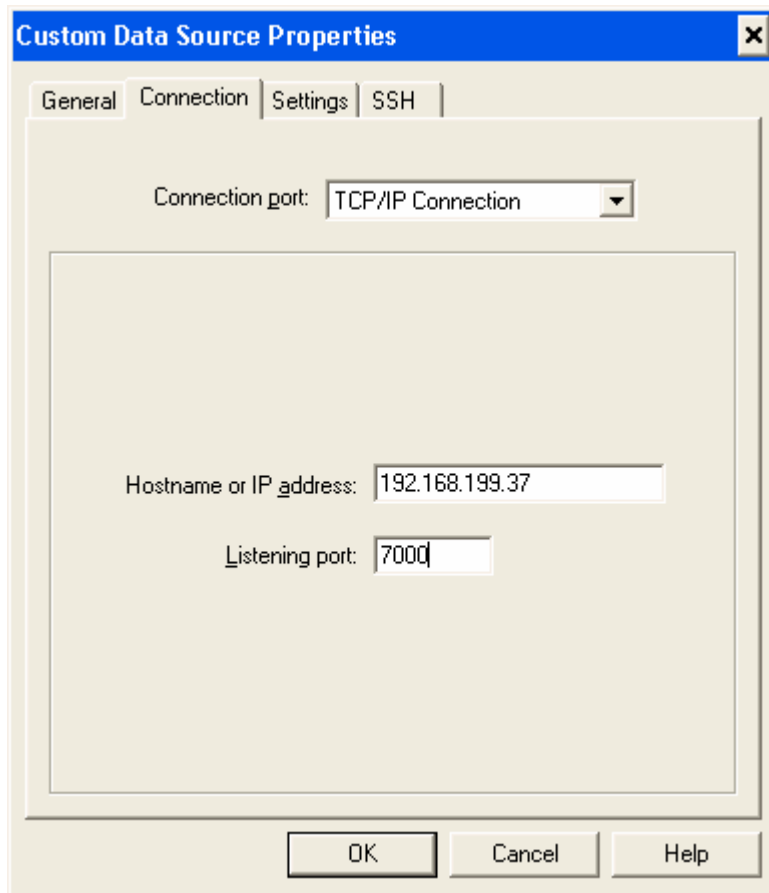 Custom Data Source Properties
General Connection Settings SSH
Connection port: TCP/IP Connection
Hostname or IP address: 192.168.199.37
Listening port: 7000
OK Cancel Help